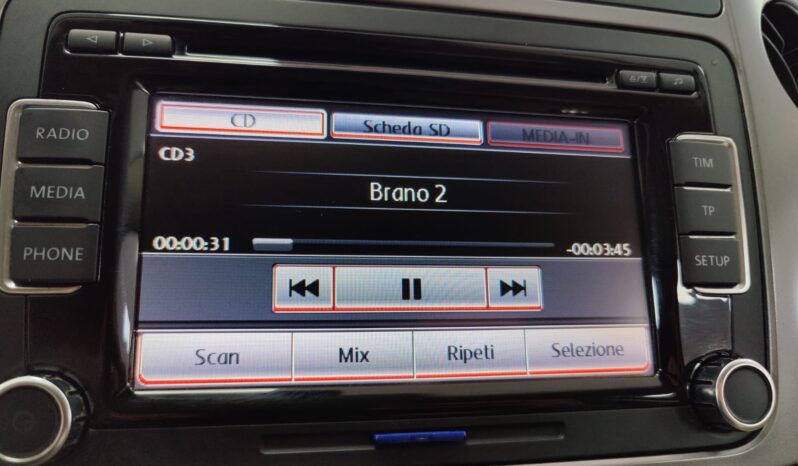 RADIO
MEDIA
PHONE
CD
Scheda SD
MEDIA-IN
CD3
Brano 2
00:00:31
-00:03:45
Scan
Mix
Ripeti
Selezione
TIM
TP
SETUP